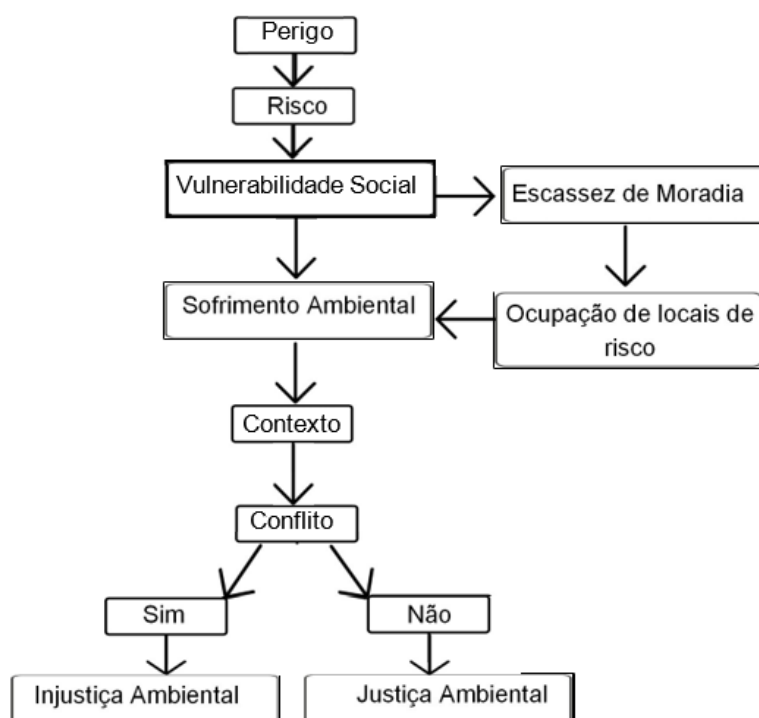 Perigo
Risco
Vulnerabilidade Social
Escassez de Moradia
Sofrimento Ambiental
Ocupação de locais de
risco
Contexto
Conflito
Sim
Não
Injustiça Ambiental
Justiça Ambiental